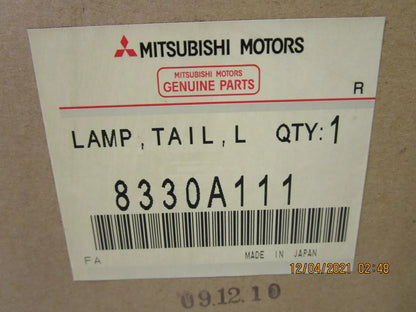 MITSUBISHI MOTORS
MITSUBISHI MOTORS
GENUINE PARTS
R
LAMP, TAIL, L QTY:1
8330A111
FA MADE IN JAPAN
12/04/2021 02:48
09.12.10